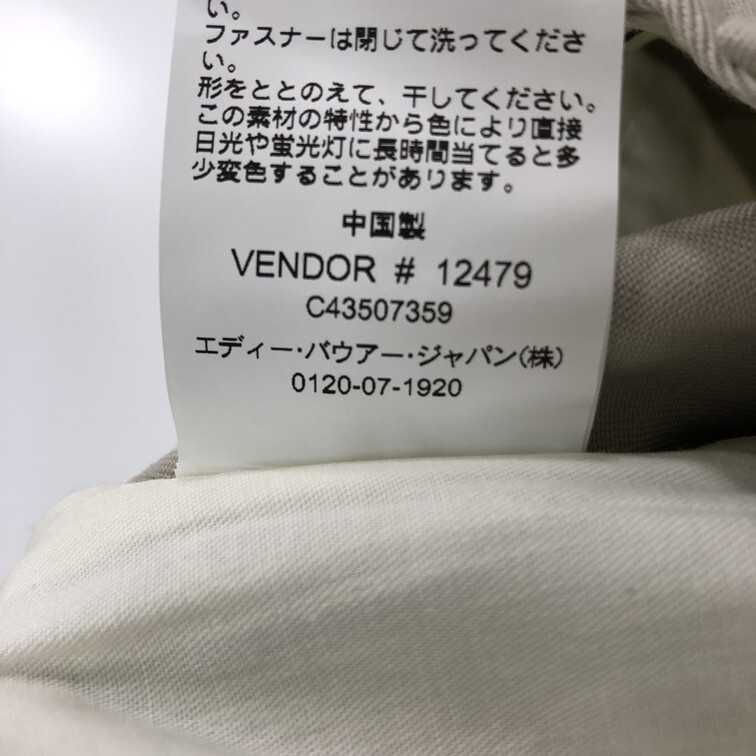 い。
ファスナーは閉じて洗ってくださ
い。
形をととのえて、干してください。
この素材の特性から色により直接
日光や蛍光灯に長時間当てると多
少変色することがあります。
中国製
VENDOR # 12479
C43507359
エディー・バウアー・ジャパン(株)
0120-07-1920